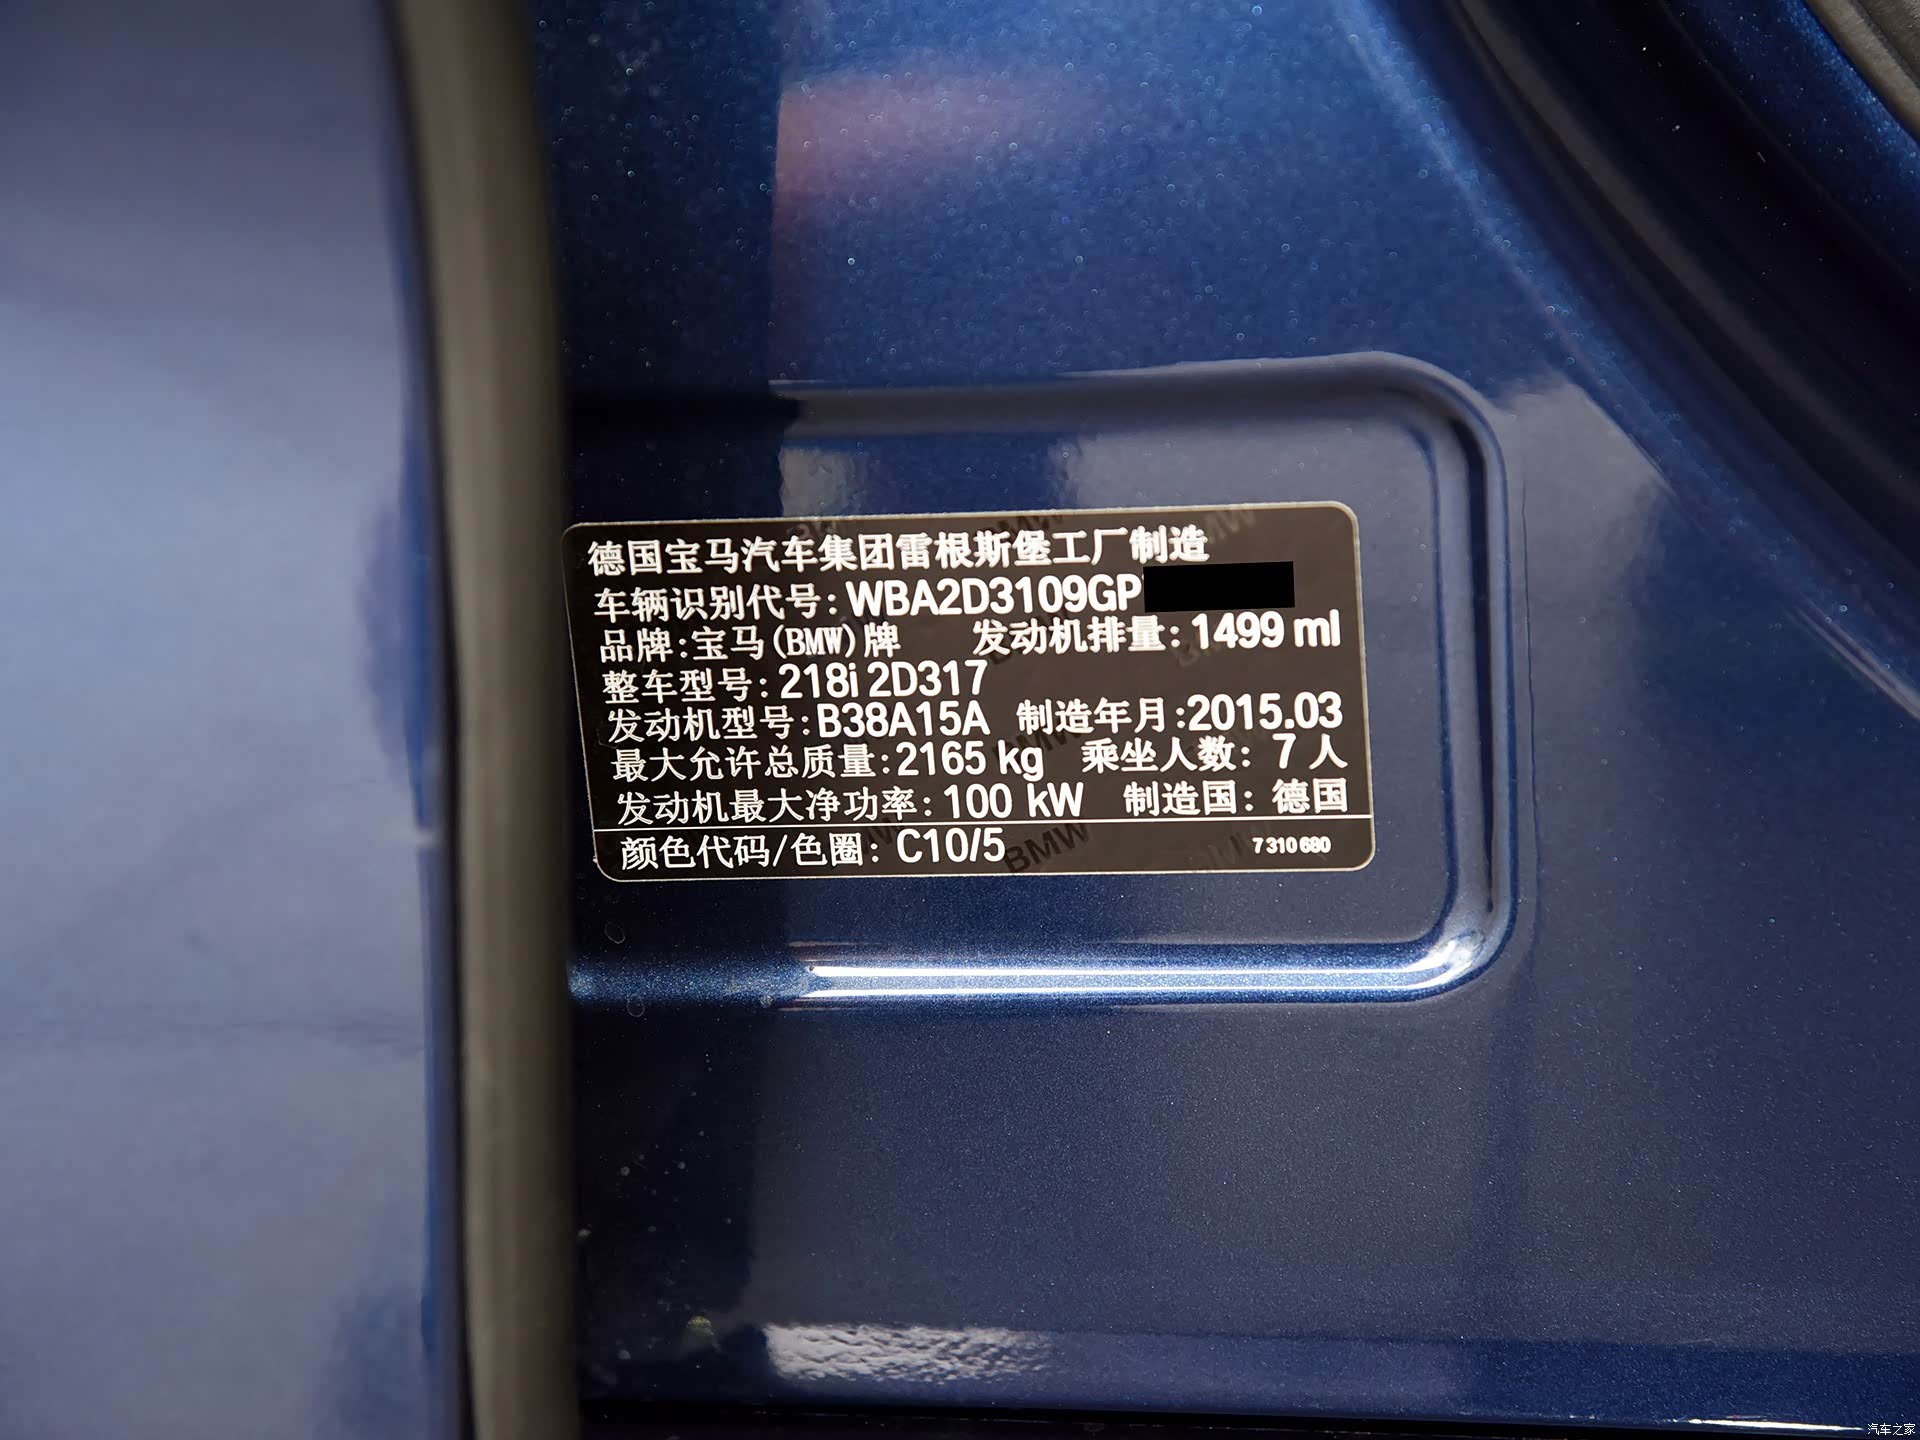 德国宝马汽车集团雷根斯堡工厂制造
车辆识别代号: WBA2D3109GP
品牌:宝马(BMW)牌 发动机排量: 1499 ml
整车型号: 218i 2D317
发动机型号: B38A15A 制造年月:2015.03
最大允许总质量:2165 kg 乘坐人数: 7 人
发动机最大净功率: 100 kW 制造国: 德国
颜色代码/色圈: C10/5 7 310 680
汽车之家